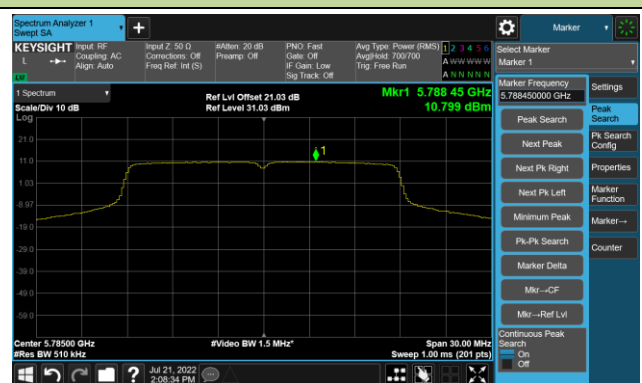 Spectrum Analyzer 1
Swept SA
Marker
KEYSIGHT
L
LW
Input: RF
Coupling: AC
Align: Auto
Input Z: 50 Ω
Corrections: Off
Freq Ref: Int (S)
#Atten: 20 dB
Preamp: Off
PNO: Fast
Gate: Off
IF Gain: Low
Sig Track: Off
Avg Type: Power (RMS)
Avg|Hold: 700/700
Trig: Free Run
1 2 3 4 5 6
A W W W W W
A N N N N N
Select Marker
Marker 1
1 Spectrum
Scale/Div 10 dB
Log
Ref Lvl Offset 21.03 dB
Ref Level 31.03 dBm
Mkr1 5.788 45 GHz
10.799 dBm
Marker Frequency
5.788450000 GHz
Settings
Peak Search
Peak
Search
Next Peak
Pk Search
Config
Next Pk Right
Properties
Next Pk Left
Marker
Function
Minimum Peak
Marker→
Pk-Pk Search
Counter
Marker Delta
Mkr→CF
Mkr→Ref Lvl
Continuous Peak
Search
On
Off
1
21.0
11.0
1.03
-8.97
-19.0
-29.0
-39.0
-49.0
-59.0
Center 5.78500 GHz
#Res BW 510 kHz
#Video BW 1.5 MHz*
Span 30.00 MHz
Sweep 1.00 ms (201 pts)
?
Jul 21, 2022
2:08:34 PM